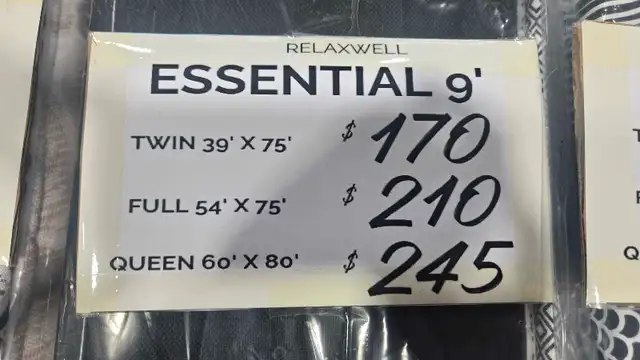 RELAXWELL
ESSENTIAL 9'
TWIN 39' X 75' $ 170
FULL 54' X 75' $ 210
QUEEN 60' X 80' $ 245